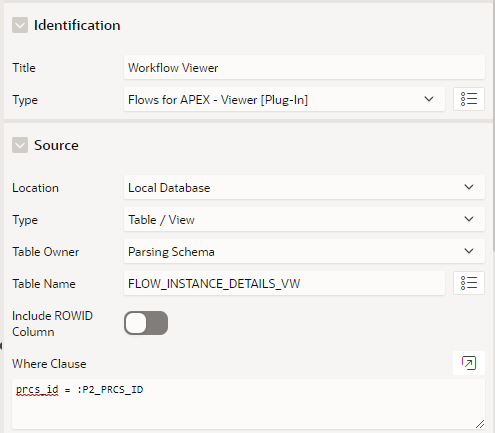 Identification
Title Workflow Viewer
Type Flows for APEX - Viewer [Plug-In]
Source
Location Local Database
Type Table / View
Table Owner Parsing Schema
Table Name FLOW_INSTANCE_DETAILS_VW
Include ROWID
Column
Where Clause
prcs_id = :P2_PRCS_ID